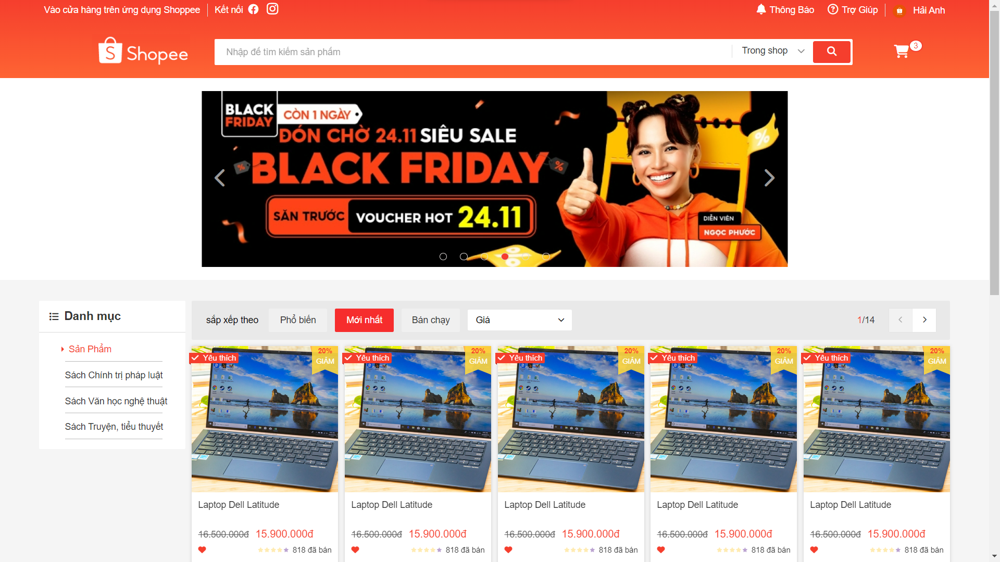 Vào cửa hàng trên ứng dụng Shoppee
Kết nối
Thông Báo
Trợ Giúp
Hải Anh
Shopee
Nhập để tìm kiếm sản phẩm
Trong shop
3
BLACK
FRIDAY
CÒN 1 NGÀY
ĐÓN CHỜ 24.11 SIÊU SALE
BLACK FRIDAY
SĂN TRƯỚC
VOUCHER HOT 24.11
DIỄN VIÊN
NGỌC PHƯỚC
Danh mục
Sản Phẩm
Sách Chính trị pháp luật
Sách Văn học nghệ thuật
Sách Truyện, tiểu thuyết
sắp xếp theo
Phổ biến
Mới nhất
Bán chạy
Giá
1/14
Yêu thích
20%
GIẢM
Laptop Dell Latitude
16.500.000đ 15.900.000đ
818 đã bán
Yêu thích
20%
GIẢM
Laptop Dell Latitude
16.500.000đ 15.900.000đ
818 đã bán
Yêu thích
20%
GIẢM
Laptop Dell Latitude
16.500.000đ 15.900.000đ
818 đã bán
Yêu thích
20%
GIẢM
Laptop Dell Latitude
16.500.000đ 15.900.000đ
818 đã bán
Yêu thích
20%
GIẢM
Laptop Dell Latitude
16.500.000đ 15.900.000đ
818 đã bán